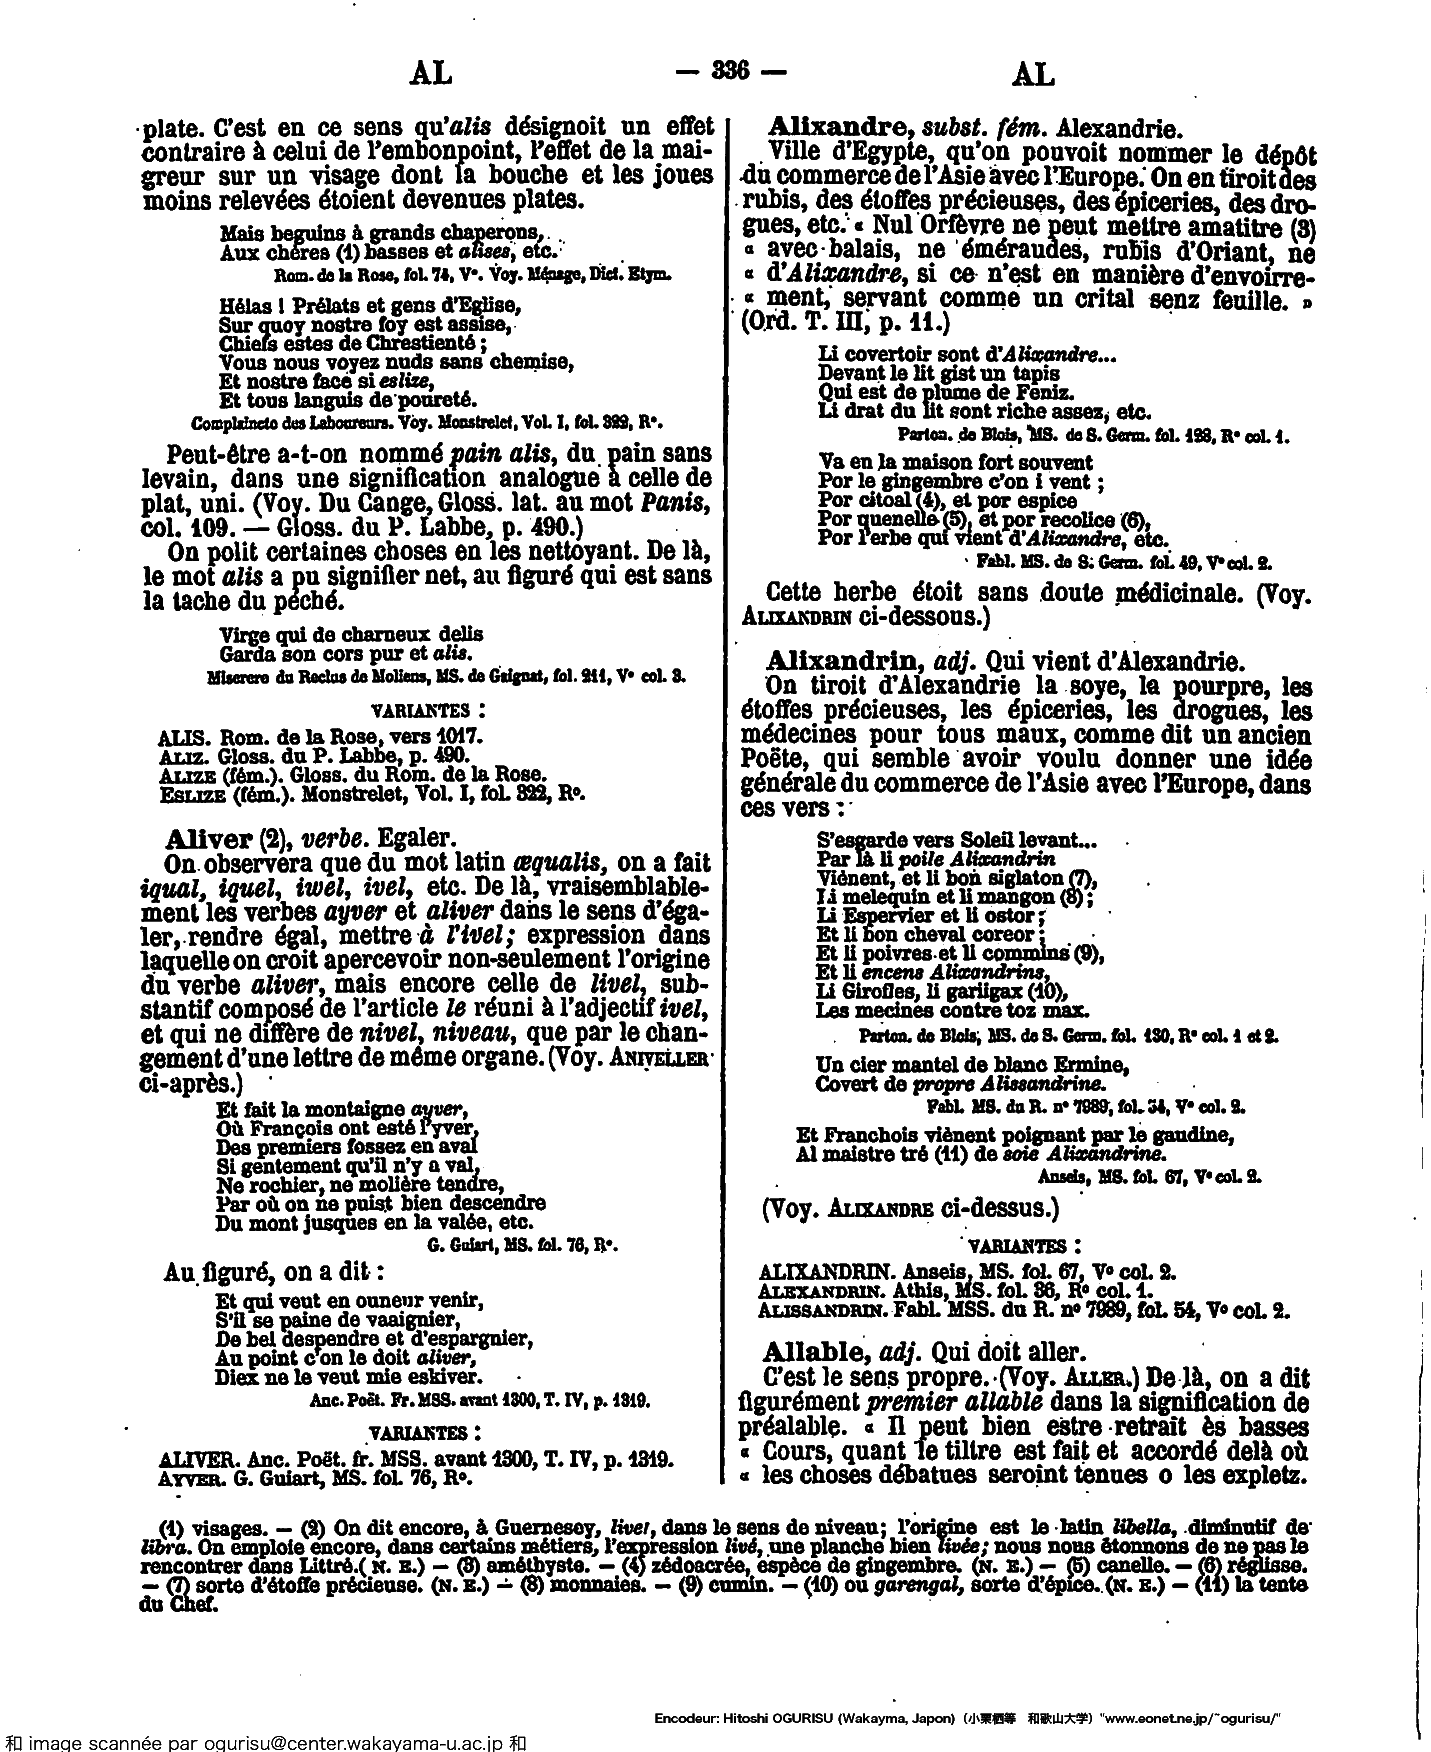 AL
— 336 —
AL
plate. C'est en ce sens qu'alis désignoit un effet
contraire à celui de l'embonpoint, l'effet de la mai-
greur sur un visage dont la bouche et les joues
moins relevées étoient devenues plates.
Mais beguins à grands chaperons,
Aux chères (1) basses et alises, etc.
Rom. de la Rose, fol. 74, Vº. Voy. Ménage, Dict. Etym.
Hélas ! Prélats et gens d'Eglise,
Sur quoy nostre foy est assise,
Chiefs estes de Chrestienté ;
Vous nous voyez nuds sans chemise,
Et nostre face si eslize,
Et tous languis de poureté.
Complaincte des Laboureurs. Voy. Monstrelet, Vol. I, fol. 322, Rº.
Peut-être a-t-on nommé pain alis, du pain sans
levain, dans une signification analogue à celle de
plat, uni. (Voy. Du Cange, Gloss. lat. au mot Panis,
col. 109. — Gloss. du P. Labbe, p. 490.)
On polit certaines choses en les nettoyant. De là,
le mot alis a pu signifier net, au figuré qui est sans
la tache du péché.
Virge qui de charneux delis
Garda son cors pur et alis.
Miserere du Reclus de Moliens, MS. de Gaignat, fol. 211, Vº col. 3.
VARIANTES :
ALIS. Rom. de la Rose, vers 1017.
ALIZ. Gloss. du P. Labbe, p. 490.
ALIZE (fém.). Gloss. du Rom. de la Rose.
ESLIZE (fém.). Monstrelet, Vol. I, fol. 322, Rº.
Aliver (2), verbe. Egaler.
On observera que du mot latin æqualis, on a fait
iqual, iquel, iwel, ivel, etc. De là, vraisemblable-
ment les verbes ayver et aliver dans le sens d'éga-
ler, rendre égal, mettre à l'ivel; expression dans
laquelle on croit apercevoir non-seulement l'origine
du verbe aliver, mais encore celle de livel, sub-
stantif composé de l'article le réuni à l'adjectif ivel,
et qui ne diffère de nivel, niveau, que par le chan-
gement d'une lettre de même organe. (Voy. ANIVELLER
ci-après.)
Et fait la montaigne ayver,
Où François ont esté l'yver,
Des premiers fossez en aval
Si gentement qu'il n'y a val,
Ne rochier, ne molière tendre,
Par où on ne puist bien descendre
Du mont jusques en la valée, etc.
G. Guiart, MS. fol. 76, Rº.
Au figuré, on a dit :
Et qui veut en ouneur venir,
S'il se paine de vaaignier,
De bel despendre et d'espargnier,
Au point c'on le doit aliver,
Diex ne le veut mie eskiver.
Anc. Poët. Fr. MSS. avant 1300, T. IV, p. 1319.
VARIANTES :
ALIVER. Anc. Poët. fr. MSS. avant 1300, T. IV, p. 1319.
AYVER. G. Guiart, MS. fol. 76, Rº.
Alixandre, subst. fém. Alexandrie.
Ville d'Egypte, qu'on pouvoit nommer le dépôt
du commerce de l'Asie avec l'Europe. On en tiroit des
rubis, des étoffes précieuses, des épiceries, des dro-
gues, etc. « Nul Orfèvre ne peut mettre amatitre (3)
« avec balais, ne éméraudes, rubis d'Oriant, ne
« d'Alixandre, si ce n'est en manière d'envoirre-
« ment, servant comme un crital senz feuille. »
(Ord. T. III, p. 11.)
Li covertoir sont d'Alixandre...
Devant le lit gist un tapis
Qui est de plume de Feniz.
Li drat du lit sont riche assez, etc.
Parton. de Blois, MS. de S. Germ. fol. 128, Rº col. 1.
Va en la maison fort souvent
Por le gingembre c'on i vent ;
Por citoal (4), et por espice
Por quenelle (5), et por recolice (6),
Por l'erbe qui vient d'Alixandre, etc.
Fabl. MS. de S. Germ. fol. 49, Vº col. 2.
Cette herbe étoit sans doute médicinale. (Voy.
ALIXANDRIN ci-dessous.)
Alixandrin, adj. Qui vient d'Alexandrie.
On tiroit d'Alexandrie la soye, la pourpre, les
étoffes précieuses, les épiceries, les drogues, les
médecines pour tous maux, comme dit un ancien
Poëte, qui semble avoir voulu donner une idée
générale du commerce de l'Asie avec l'Europe, dans
ces vers :
S'esgarde vers Soleil levant...
Par là li poile Alixandrin
Viènent, et li bon siglaton (7),
Li melequin et li mangon (8);
Li Espervier et li ostor;
Et li bon cheval coreor;
Et li poivres et li commins (9),
Et li encens Alixandrins,
Li Girofles, li garligax (10),
Les mecines contre toz max.
Parton. de Blois, MS. de S. Germ. fol. 130, Rº col. 1 et 2.
Un cier mantel de blanc Ermine,
Covert de propre Alissandrine.
Fabl. MS. du R. nº 7989, fol. 54, Vº col. 2.
Et Franchois viènent poignant par le gaudine,
Al maistre tré (11) de soie Alixandrine.
Anseis, MS. fol. 67, Vº col. 2.
(Voy. ALIXANDRE ci-dessus.)
VARIANTES :
ALIXANDRIN. Anseis, MS. fol. 67, Vº col. 2.
ALEXANDRIN. Athis, MS. fol. 36, Rº col. 1.
ALISSANDRIN. Fabl. MSS. du R. nº 7989, fol. 54, Vº col. 2.
Allable, adj. Qui doit aller.
C'est le sens propre. (Voy. ALLER.) De là, on a dit
figurément premier allable dans la signification de
préalable. « Il peut bien estre retrait ès basses
« Cours, quant le tiltre est fait et accordé delà où
« les choses débatues seroint tenues o les expletz.
(1) visages. — (2) On dit encore, à Guernesey, liver, dans le sens de niveau; l'origine est le latin libella, diminutif de
libra. On emploie encore, dans certains métiers, l'expression livé, une planche bien livée; nous nous étonnons de ne pas le
rencontrer dans Littré. (N. E.) — (3) améthyste. — (4) zédoacrée, espèce de gingembre. (N. E.) — (5) canelle. — (6) réglisse.
— (7) sorte d'étoffe précieuse. (N. E.) — (8) monnaies. — (9) cumin. — (10) ou garengal, sorte d'épice. (N. E.) — (11) la tente
du Chef.
Encodeur: Hitoshi OGURISU (Wakayma, Japon) (小栗栖等 和歌山大学) "www.eonet.ne.jp/~ogurisu/"
和 image scannée par ogurisu@center.wakayama-u.ac.jp 和